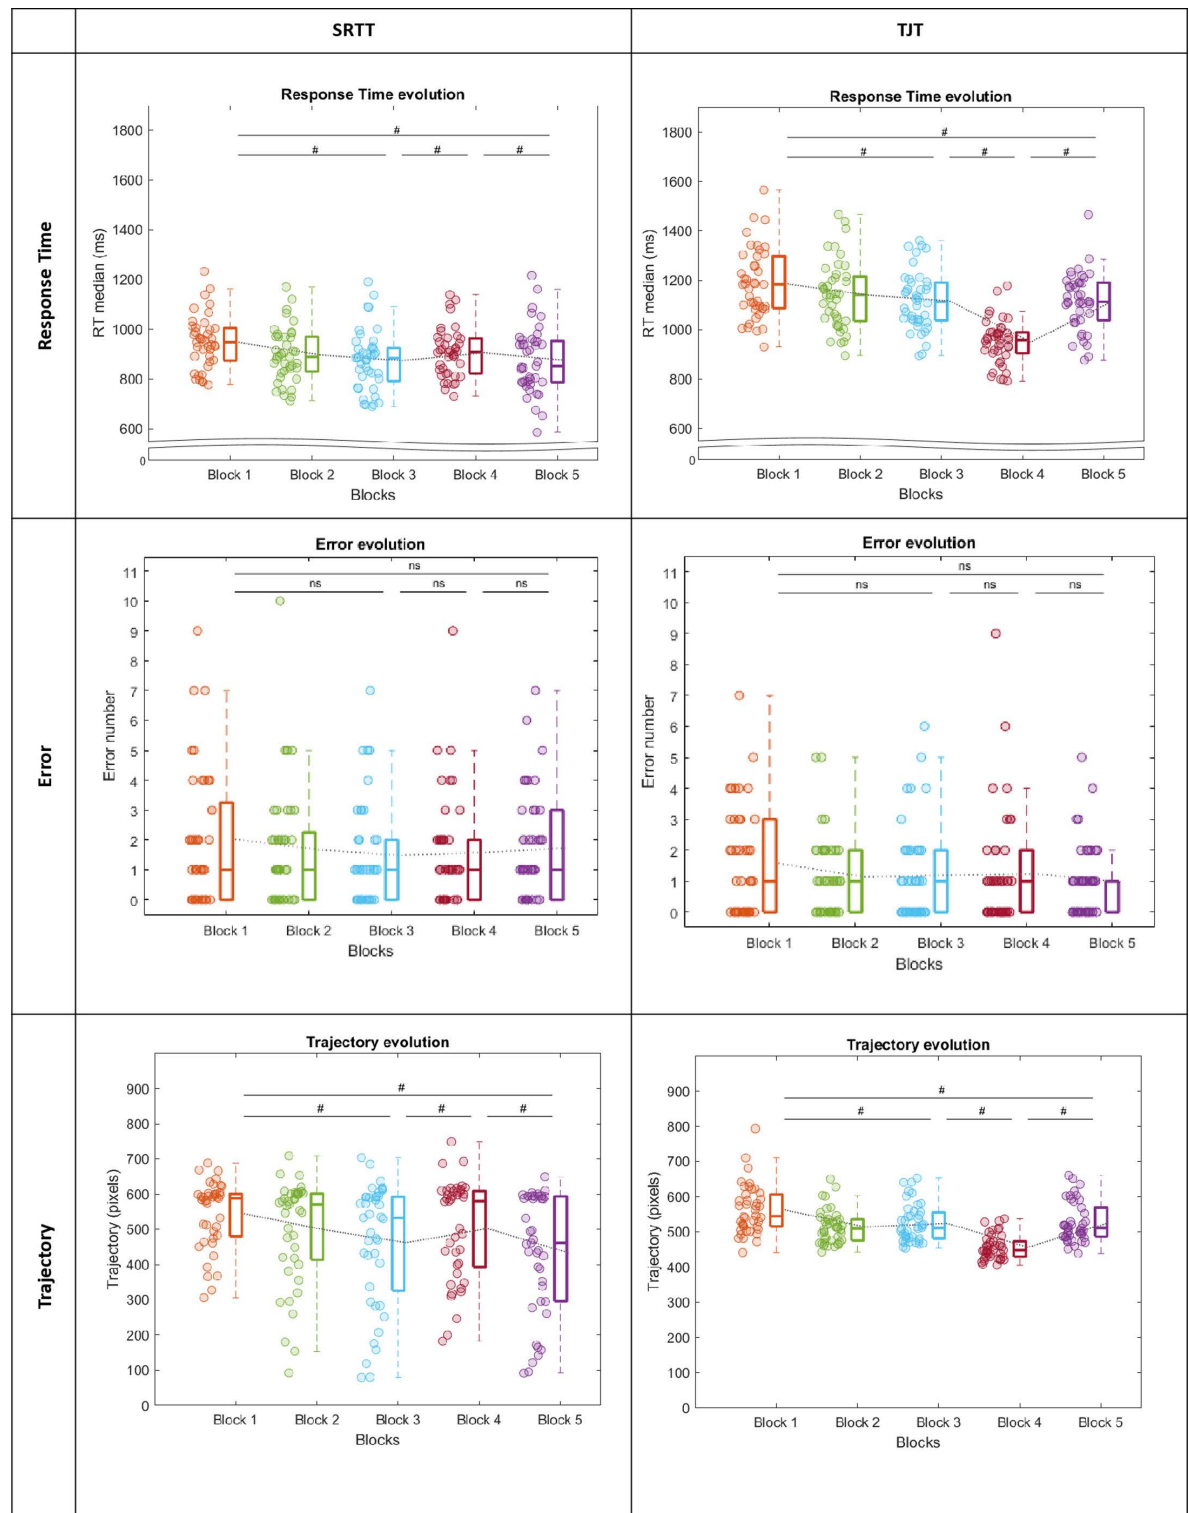 SRTT
TJT
Response Time
Response Time evolution
#
#
#
#
RT median (ms)
1800
1600
1400
1200
1000
800
600
0
Block 1
Block 2
Block 3
Block 4
Block 5
Blocks
Response Time evolution
#
#
#
#
RT median (ms)
1800
1600
1400
1200
1000
800
600
0
Block 1
Block 2
Block 3
Block 4
Block 5
Blocks
Error
Error evolution
ns
ns
ns
ns
Error number
11
10
9
8
7
6
5
4
3
2
1
0
Block 1
Block 2
Block 3
Block 4
Block 5
Blocks
Error evolution
ns
ns
ns
ns
Error number
11
10
9
8
7
6
5
4
3
2
1
0
Block 1
Block 2
Block 3
Block 4
Block 5
Blocks
Trajectory
Trajectory evolution
#
#
#
#
Trajectory (pixels)
900
800
700
600
500
400
300
200
100
0
Block 1
Block 2
Block 3
Block 4
Block 5
Blocks
Trajectory evolution
#
#
#
#
Trajectory (pixels)
900
800
700
600
500
400
300
200
100
0
Block 1
Block 2
Block 3
Block 4
Block 5
Blocks